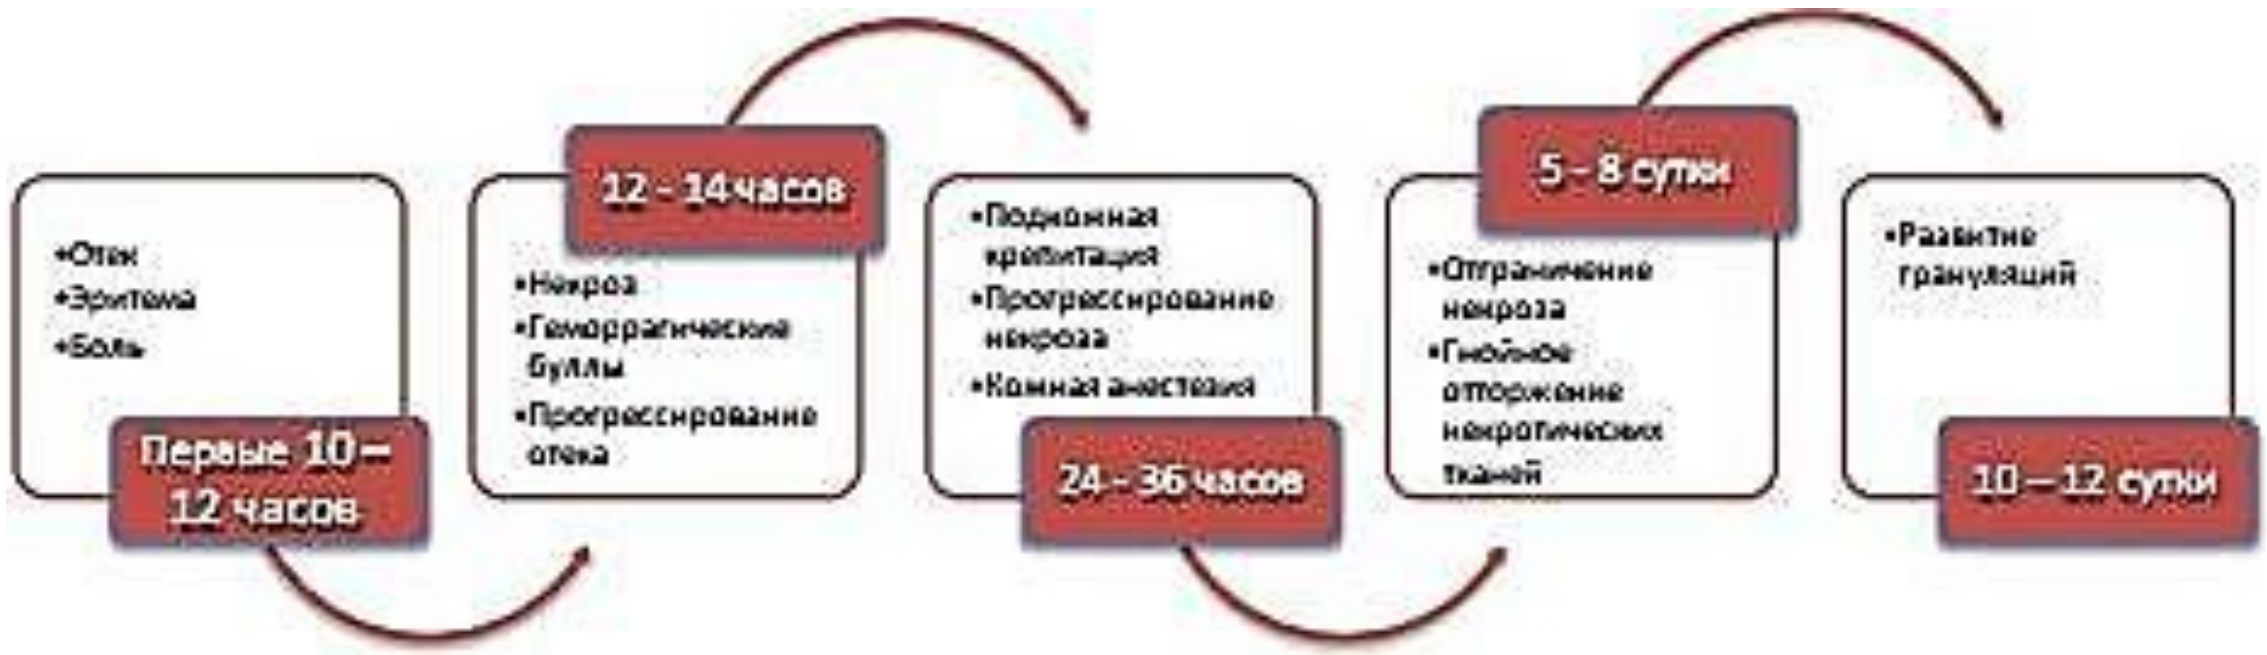 •Отек
•Эритема
•Боль
Первые 10 –
12 часов
12 - 14 часов
•Некроз
•Геморрагические
буллы
•Прогрессирование
отека
•Подкожная
крепитация
•Прогрессирование
некроза
•Кожная анестезия
24 - 36 часов
5 - 8 сутки
•Отграничение
некроза
•Гнойное
отторжение
некротических
тканей
•Развитие
грануляций
10 – 12 сутки